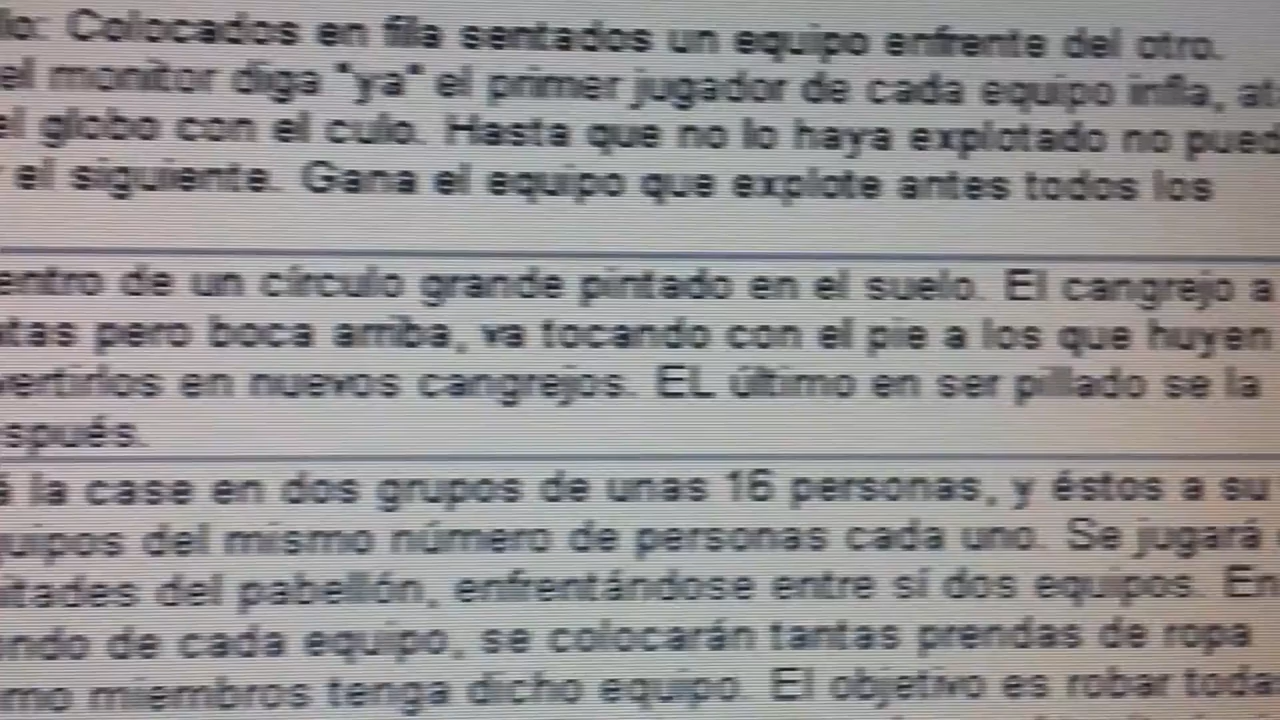 lo: Colocados en fila sentados un equipo enfrente del otro.
el monitor diga "ya" el primer jugador de cada equipo infla, at
el globo con el culo. Hasta que no lo haya explotado no pued
el siguiente. Gana el equipo que explote antes todos los
entro de un círculo grande pintado en el suelo. El cangrejo a
atas pero boca arriba, va tocando con el pie a los que huyen
vertirlos en nuevos cangrejos. EL último en ser pillado se la
spués.
la case en dos grupos de unas 16 personas, y éstos a su
uipos del mismo número de personas cada uno. Se jugará
itades del pabellón, enfrentándose entre sí dos equipos. En
ndo de cada equipo, se colocarán tantas prendas de ropa
mo miembros tenga dicho equipo. El objetivo es robar toda